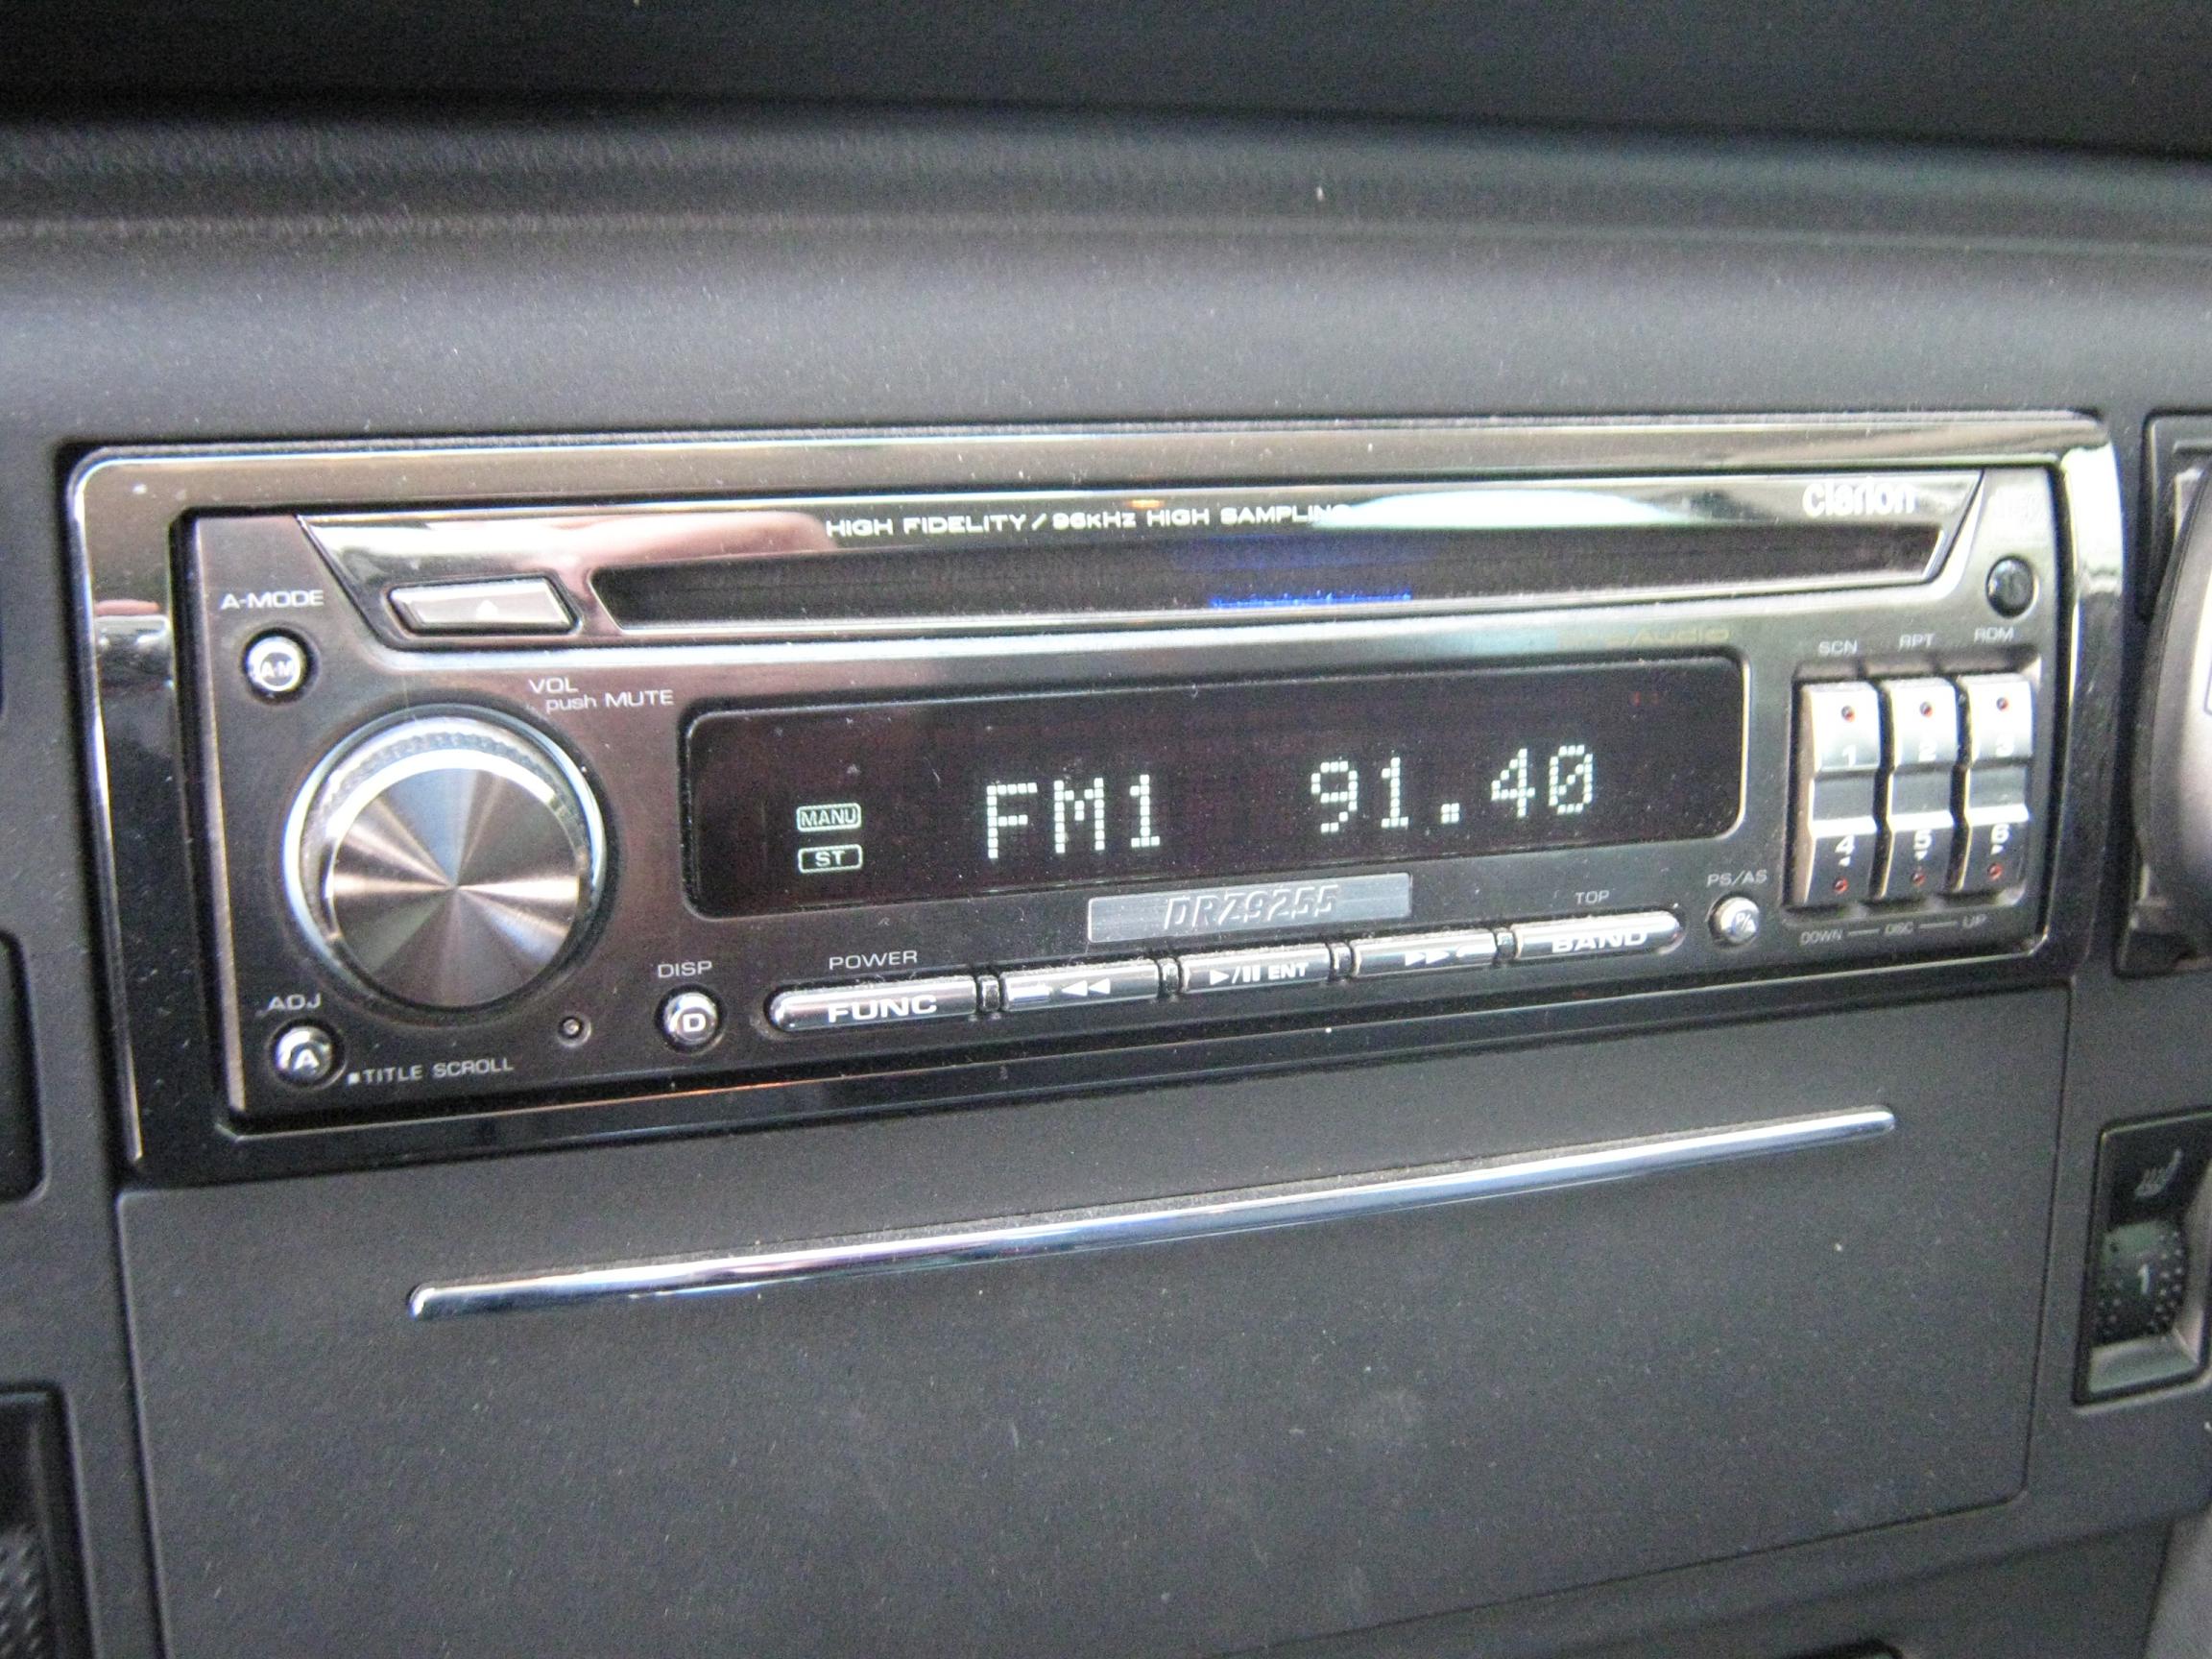 HIGH FIDELITY/96kHz HIGH SAMPLING
clarion
A-MODE
A-M
VOL
push MUTE
SCN RPT RDM
1 2 3
MANU
ST
FM1 91.40
4 5 6
DOWN DISC UP
DRZ9255
PS/AS
TOP
BAND
POWER
FUNC
ENT
DISP
D
ADJ
A
TITLE SCROLL
1